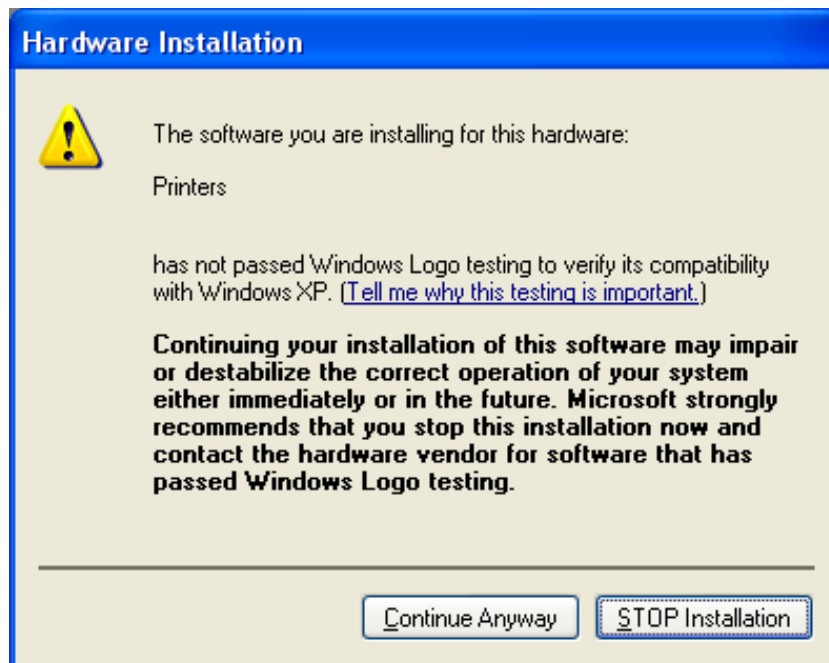 Hardware Installation
The software you are installing for this hardware:
Printers
has not passed Windows Logo testing to verify its compatibility
with Windows XP. (Tell me why this testing is important.)
Continuing your installation of this software may impair
or destabilize the correct operation of your system
either immediately or in the future. Microsoft strongly
recommends that you stop this installation now and
contact the hardware vendor for software that has
passed Windows Logo testing.
Continue Anyway
STOP Installation